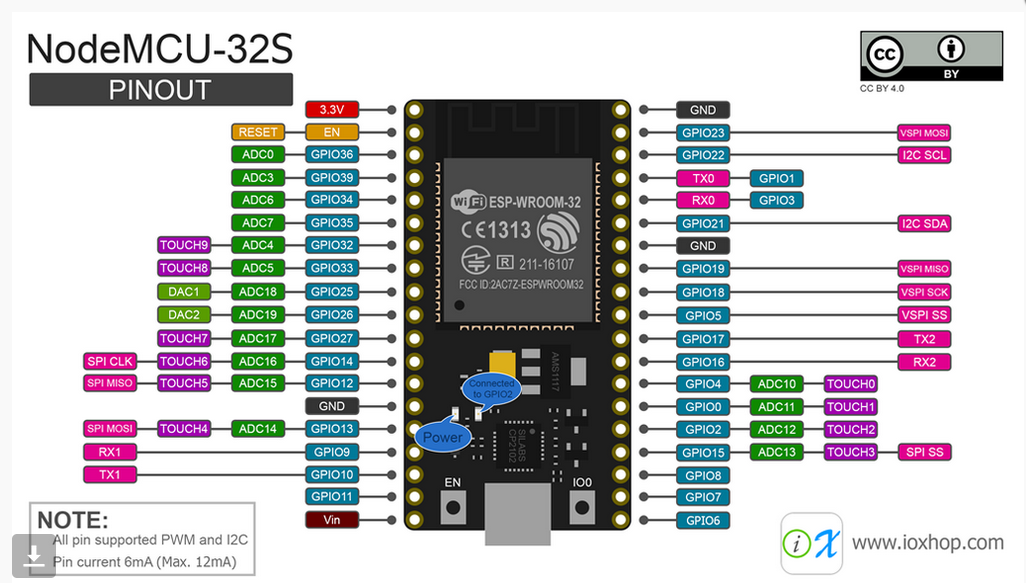 NodeMCU-32S
PINOUT
CC
BY
CC BY 4.0
3.3V
RESET EN
ADC0 GPIO36
ADC3 GPIO39
ADC6 GPIO34
ADC7 GPIO35
TOUCH9 ADC4 GPIO32
TOUCH8 ADC5 GPIO33
DAC1 ADC18 GPIO25
DAC2 ADC19 GPIO26
TOUCH7 ADC17 GPIO27
SPI CLK TOUCH6 ADC16 GPIO14
SPI MISO TOUCH5 ADC15 GPIO12
GND
SPI MOSI TOUCH4 ADC14 GPIO13
RX1 GPIO9
TX1 GPIO10
GPIO11
Vin
WiFi ESP-WROOM-32
CE1313
R 211-16107
FCC ID:2AC7Z-ESPWROOM32
AMS1117
Connected
to GPIO2
Power
SILABS
CP2102
EN
IO0
GND
GPIO23 VSPI MOSI
GPIO22 I2C SCL
TX0 GPIO1
RX0 GPIO3
GPIO21 I2C SDA
GND
GPIO19 VSPI MISO
GPIO18 VSPI SCK
GPIO5 VSPI SS
GPIO17 TX2
GPIO16 RX2
GPIO4 ADC10 TOUCH0
GPIO0 ADC11 TOUCH1
GPIO2 ADC12 TOUCH2
GPIO15 ADC13 TOUCH3 SPI SS
GPIO8
GPIO7
GPIO6
NOTE:
All pin supported PWM and I2C
Pin current 6mA (Max. 12mA)
iX
www.ioxhop.com